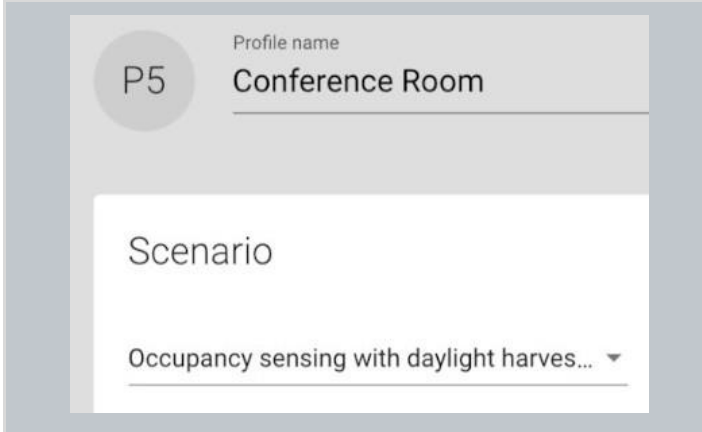 P5
Profile name
Conference Room
Scenario
Occupancy sensing with daylight harves...